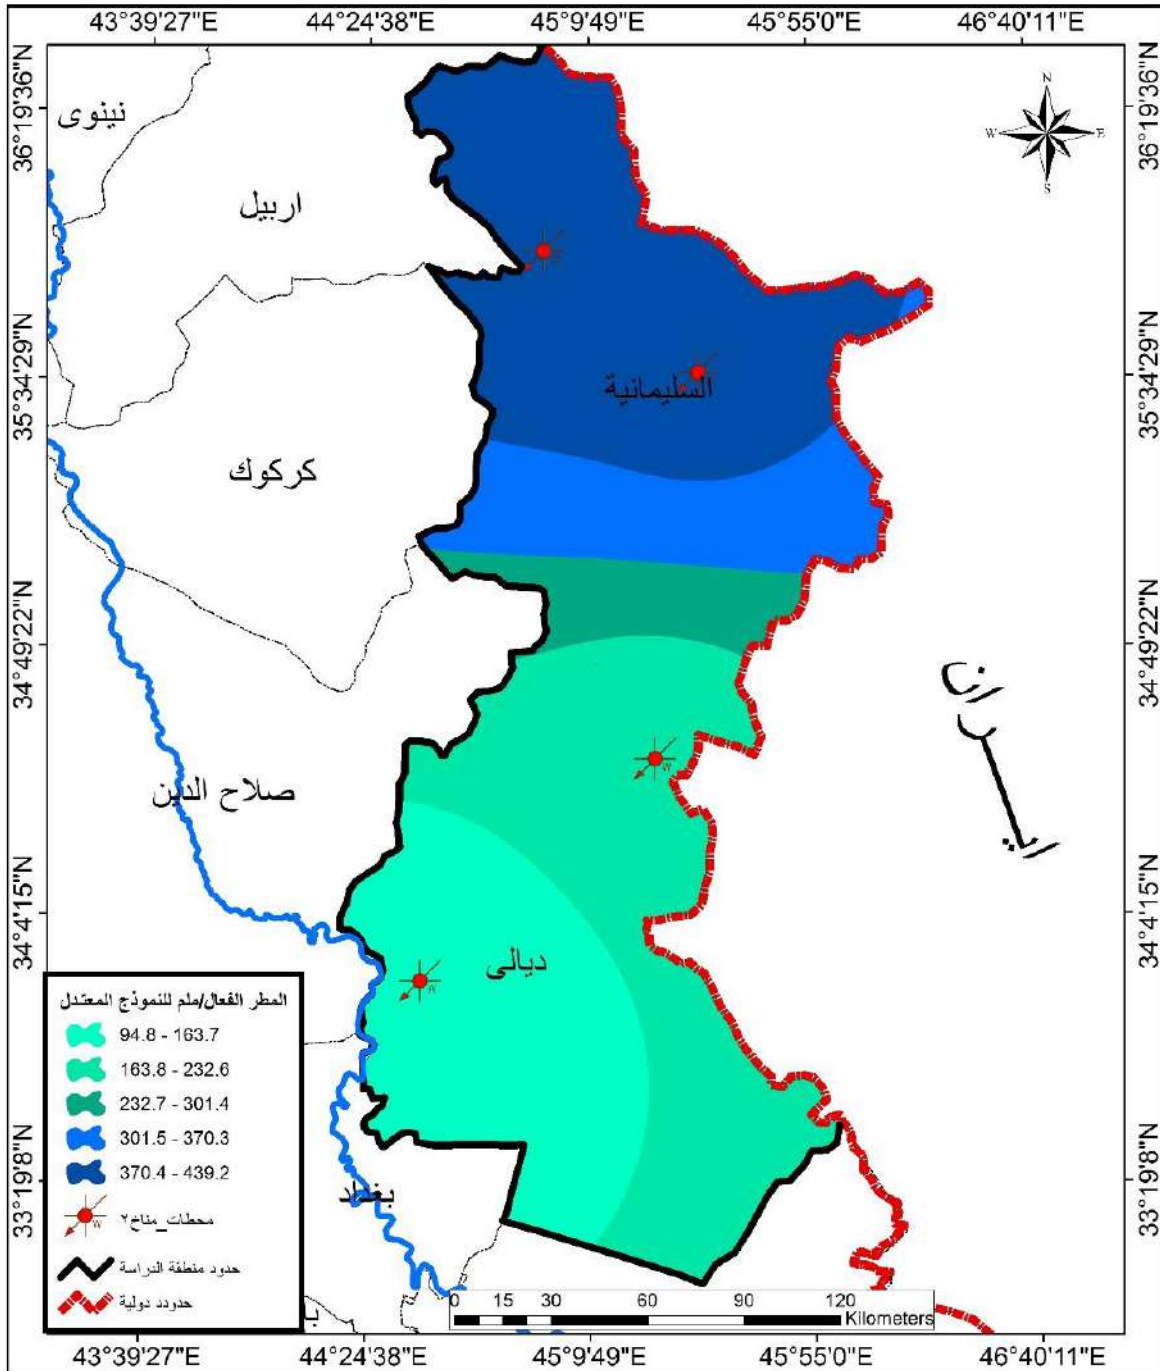 43°39'27"E 44°24'38"E 45°9'49"E 45°55'0"E 46°40'11"E
36°19'36"N
36°19'36"N
نينوى
N
W E
S
اربيل
35°34'29"N
35°34'29"N
السليمانية
كركوك
34°49'22"N
34°49'22"N
ايران
صلاح الدين
W
34°4'15"N
34°4'15"N
ديالى
W
المطر الفعال/ملم للنموذج المعتدل
94.8 - 163.7
163.8 - 232.6
232.7 - 301.4
301.5 - 370.3
370.4 - 439.2
محطات_مناخ٢
W
حدود منطقة الدراسة
حدودد دولية
33°19'8"N
33°19'8"N
بغداد
با
0 15 30 60 90 120
Kilometers
43°39'27"E 44°24'38"E 45°9'49"E 45°55'0"E 46°40'11"E